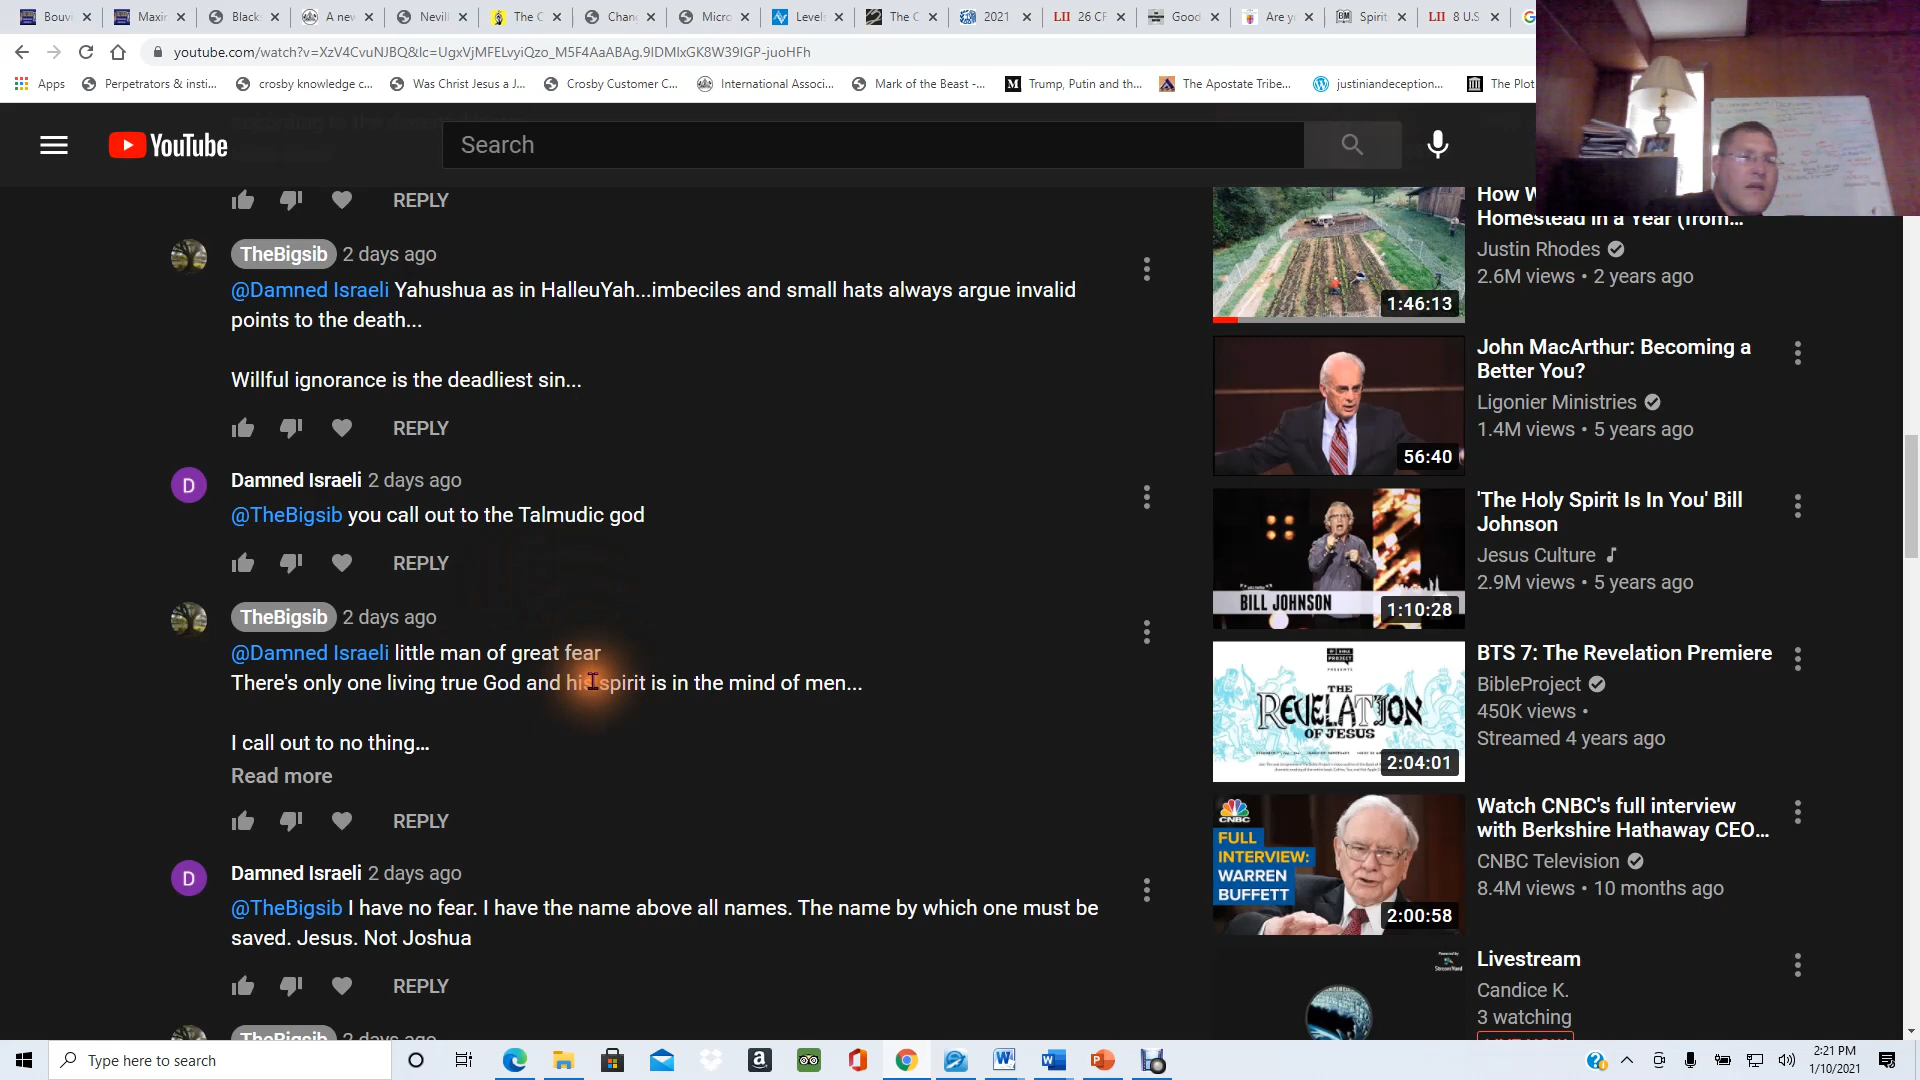 Bouvi
Maxir
Black
A nev
Nevill
The C
Chan
Micro
Level
The C
2021
LII 26 CF
Good
Are y
BM Spirit
LII 8 U.S
youtube.com/watch?v=XzV4CvuNJBQ&lc=UgxVjMFELvyiQzo_M5F4AaABAg.9IDMIxGK8W39IGP-juoHFh
Apps
Perpetrators & insti...
crosby knowledge c...
Was Christ Jesus a J...
Crosby Customer C...
International Associ...
Mark of the Beast -...
Trump, Putin and th...
The Apostate Tribe...
justiniandeception...
The Plot
YouTube
Search
REPLY
TheBigsib 2 days ago
@Damned Israeli Yahushua as in HalleuYah...imbeciles and small hats always argue invalid
points to the death...
Willful ignorance is the deadliest sin...
REPLY
D
Damned Israeli 2 days ago
@TheBigsib you call out to the Talmudic god
REPLY
TheBigsib 2 days ago
@Damned Israeli little man of great fear
There's only one living true God and his spirit is in the mind of men...
I call out to no thing...
Read more
REPLY
D
Damned Israeli 2 days ago
@TheBigsib I have no fear. I have the name above all names. The name by which one must be
saved. Jesus. Not Joshua
REPLY
TheBigsib 2 days ago
How W
Homestead in a Year (from...
Justin Rhodes
2.6M views • 2 years ago
1:46:13
John MacArthur: Becoming a
Better You?
Ligonier Ministries
1.4M views • 5 years ago
56:40
'The Holy Spirit Is In You' Bill
Johnson
Jesus Culture
2.9M views • 5 years ago
BILL JOHNSON
1:10:28
BTS 7: The Revelation Premiere
BibleProject
450K views •
Streamed 4 years ago
THE
REVELATION
OF JESUS
2:04:01
Watch CNBC's full interview
with Berkshire Hathaway CEO...
CNBC Television
8.4M views • 10 months ago
CNBC
FULL
INTERVIEW:
WARREN
BUFFETT
2:00:58
Livestream
Candice K.
3 watching
Type here to search
2:21 PM
1/10/2021